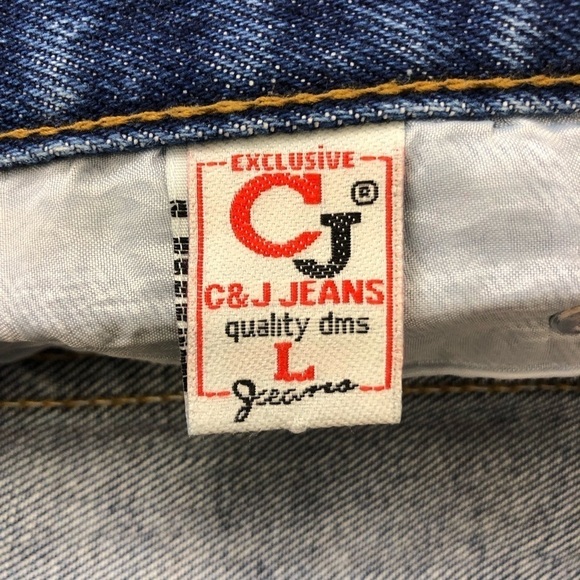 EXCLUSiVE
CJ®
C&J JEANS
quality dms
L
Jeans